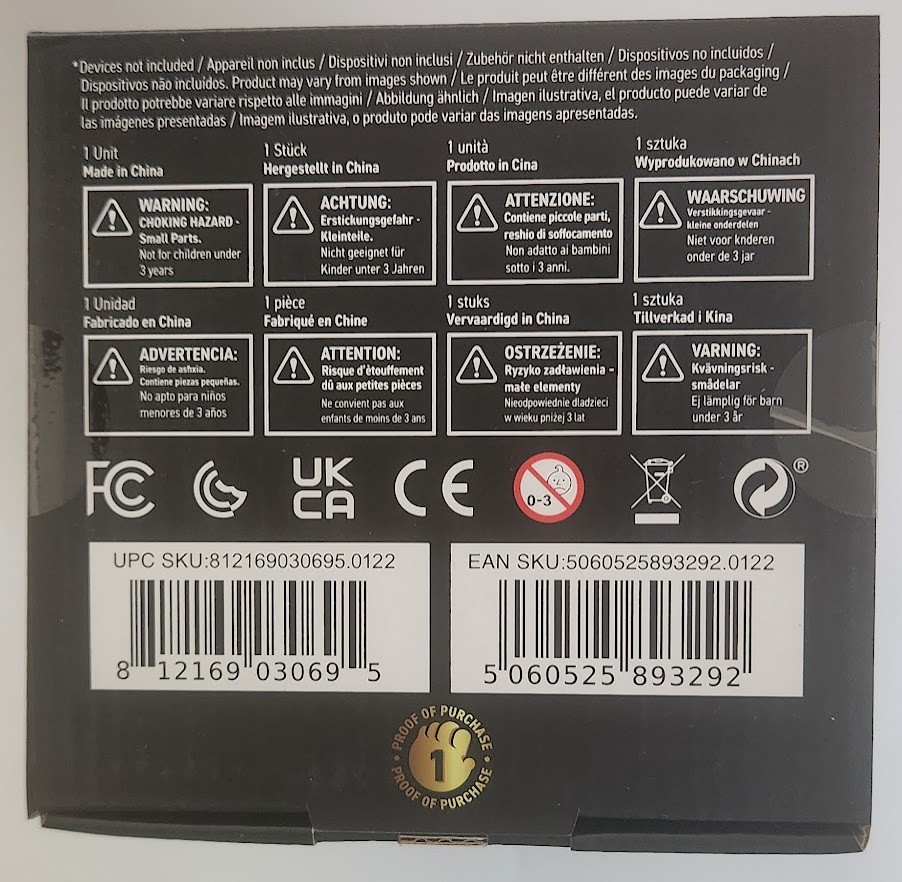 *Devices not included / Appareil non inclus / Dispositivi non inclusi / Zubehör nicht enthalten / Dispositivos no incluidos /
Dispositivos não incluidos. Product may vary from images shown / Le produit peut être différent des images du packaging /
Il prodotto potrebbe variare rispetto alle immagini / Abbildung ähnlich / Imagen ilustrativa, el producto puede variar de
las imágenes presentadas / Imagem ilustrativa, o produto pode variar das imagens apresentadas.
1 Unit
Made in China
WARNING:
CHOKING HAZARD -
Small Parts.
Not for children under
3 years
1 Stück
Hergestellt in China
ACHTUNG:
Erstickungsgefahr -
Kleinteile.
Nicht geeignet für
Kinder unter 3 Jahren
1 unità
Prodotto in Cina
ATTENZIONE:
Contiene piccole parti,
reshio di soffocamento
Non adatto ai bambini
sotto i 3 anni.
1 sztuka
Wyprodukowano w Chinach
WAARSCHUWING
Verstikkingsgevaar -
kleine onderdelen
Niet voor knderen
onder de 3 jar
1 Unidad
Fabricado en China
ADVERTENCIA:
Riesgo de asfixia.
Contiene piezas pequeñas.
No apto para niños
menores de 3 años
1 pièce
Fabriqué en Chine
ATTENTION:
Risque d'étouffement
dû aux petites pièces
Ne convient pas aux
enfants de moins de 3 ans
1 stuks
Vervaardigd in China
OSTRZEŻENIE:
Ryzyko zadławienia -
małe elementy
Nieodpowiednie dladzieci
w wieku pniżej 3 lat
1 sztuka
Tillverkad i Kina
VARNING:
Kvävningsrisk -
smådelar
Ej lämplig för barn
under 3 år
FC
UK
CA
CE
0-3
®
UPC SKU:812169030695.0122
8 12169 03069 5
EAN SKU:5060525893292.0122
5 060525 893292
PROOF OF PURCHASE
1
PROOF OF PURCHASE